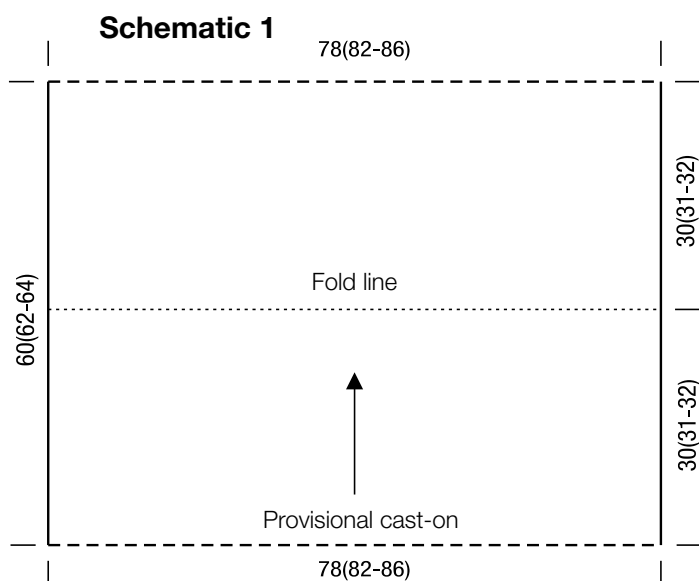 Schematic 1
78(82-86)
30(31-32)
60(62-64)
Fold line
30(31-32)
Provisional cast-on
78(82-86)